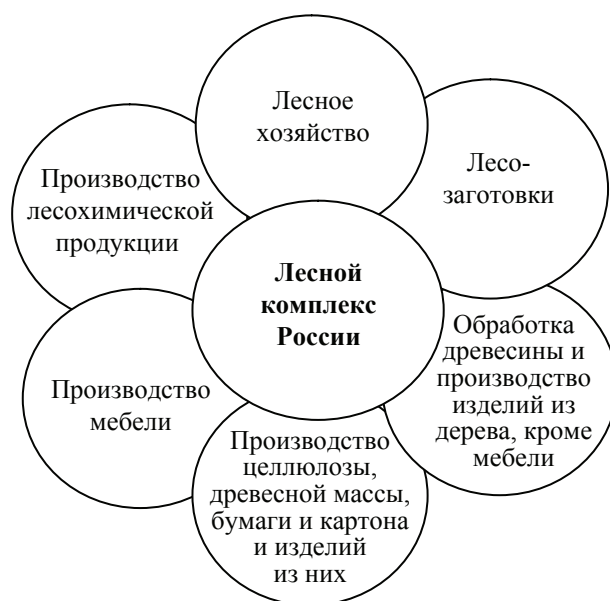 Лесное
хозяйство
Лесо-
заготовки
Обработка
древесины и
производство
изделий из
дерева, кроме
мебели
Производство
целлюлозы,
древесной массы,
бумаги и картона
и изделий
из них
Производство
мебели
Производство
лесохимической
продукции
Лесной
комплекс
России